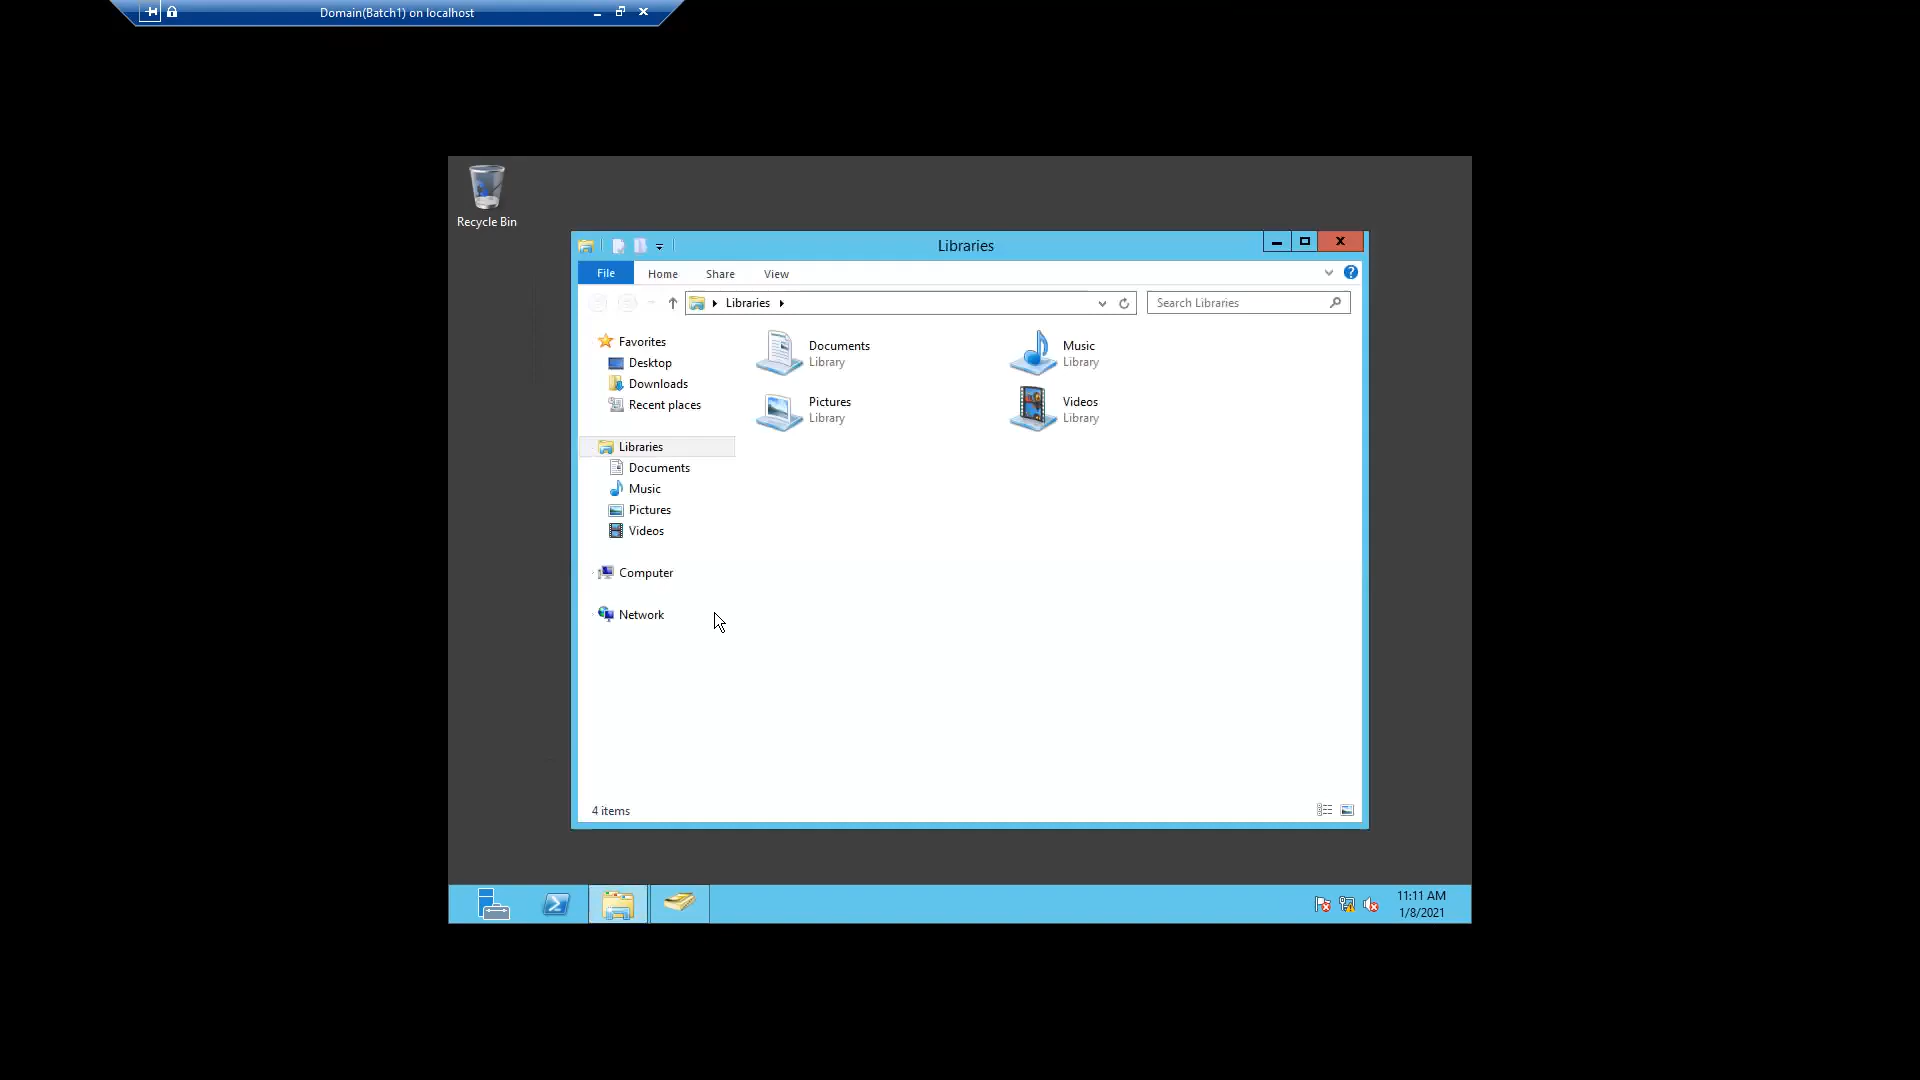 Domain(Batch1) on localhost
Recycle Bin
Libraries
File Home Share View
Libraries
Search Libraries
Favorites
Desktop
Downloads
Recent places
Libraries
Documents
Music
Pictures
Videos
Computer
Network
Documents
Library
Music
Library
Pictures
Library
Videos
Library
4 items
11:11 AM
1/8/2021